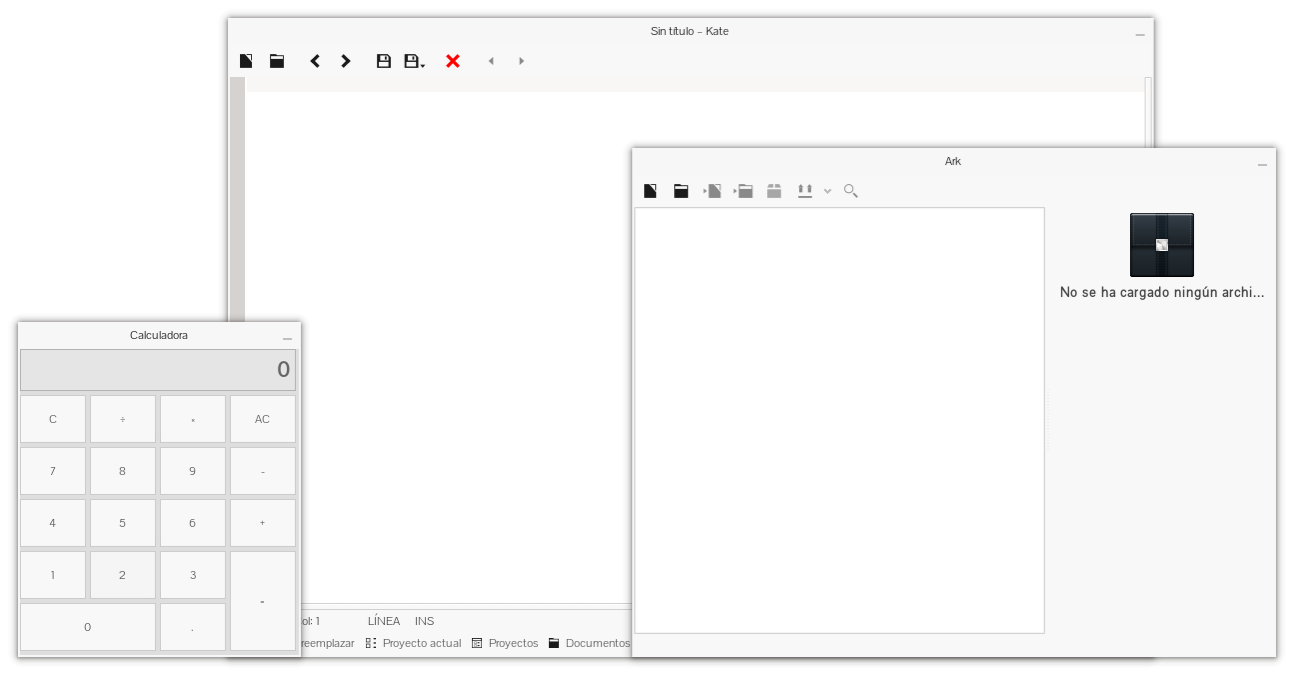 Sin título – Kate
Ark
No se ha cargado ningún archi...
Calculadora
0
C ÷ × AC
7 8 9 -
4 5 6 +
1 2 3 =
0 .
ol: 1 LÍNEA INS
reemplazar Proyecto actual Proyectos Documentos